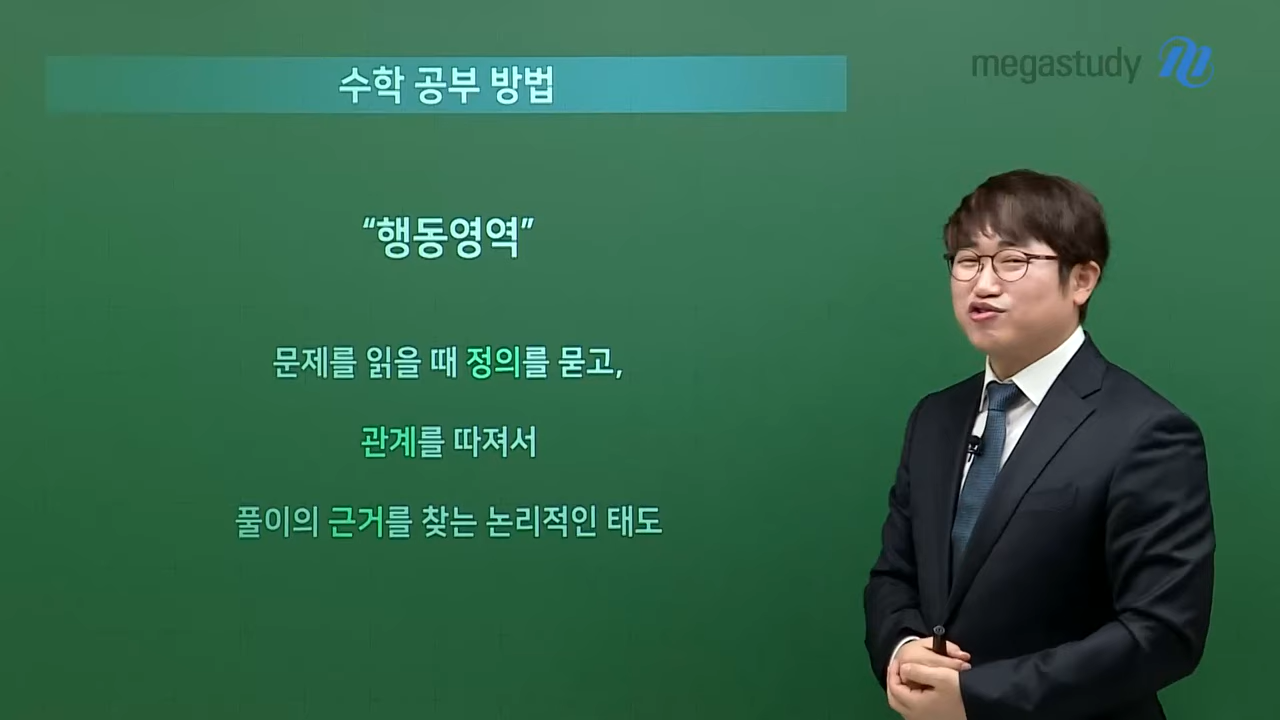 수학 공부 방법
megastudy
“행동영역”
문제를 읽을 때 정의를 묻고,
관계를 따져서
풀이의 근거를 찾는 논리적인 태도